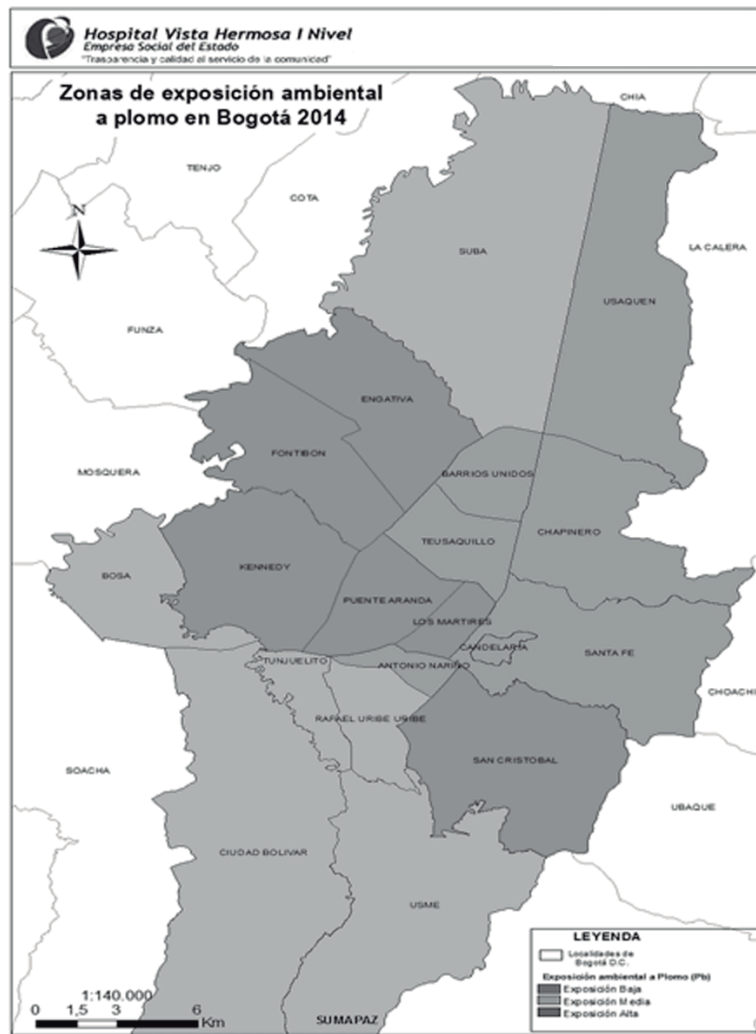 Hospital Vista Hermosa I Nivel
Empresa Social del Estado
"Trasparencia y calidad al servicio de la comunidad"
Zonas de exposición ambiental
a plomo en Bogotá 2014
CHIA
TENJO
COTA
N
SUBA
LA CALERA
USAQUEN
FUNZA
ENGATIVA
FONTIBON
MOSQUERA
BARRIOS UNIDOS
CHAPINERO
TEUSAQUILLO
BOSA
KENNEDY
PUENTE ARANDA
LOS MARTIRES
CANDELARIA
SANTA FE
TUNJUELITO
ANTONIO NARIÑO
CHOACHI
RAFAEL URIBE URIBE
SAN CRISTOBAL
SOACHA
UBAQUE
CIUDAD BOLIVAR
USME
LEYENDA
Localidades de
Bogotá D.C.
Exposición ambiental a Plomo (Pb)
Exposición Baja
Exposición Media
Exposición Alta
1:140.000
0 1,5 3 6
Km
SUMAPAZ